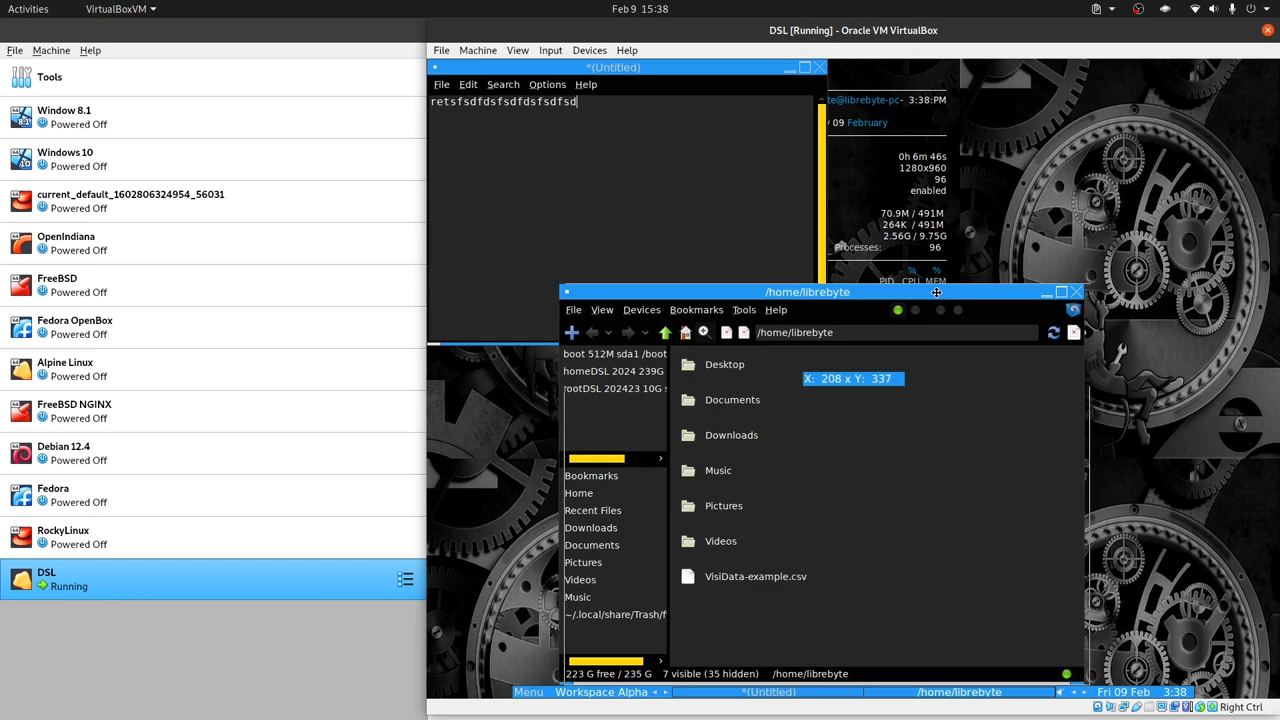 Activities VirtualBoxVM Feb 9 15:38
DSL [Running] - Oracle VM VirtualBox
File Machine Help
Tools
Window 8.1
Powered Off
Windows 10
Powered Off
current_default_1602806324954_56031
Powered Off
OpenIndiana
Powered Off
FreeBSD
Powered Off
Fedora OpenBox
Powered Off
Alpine Linux
Powered Off
FreeBSD NGINX
Powered Off
Debian 12.4
Powered Off
Fedora
Powered Off
RockyLinux
Powered Off
DSL
Running
File Machine View Input Devices Help
*(Untitled)
File Edit Search Options Help
retsfsdfdsfsdfdsfsdfsd
te@librebyte-pc- 3:38:PM
09 February
0h 6m 46s
1280x960
96
enabled
70.9M / 491M
264K / 491M
2.56G / 9.75G
Processes: 96
% %
PID CPU MEM
/home/librebyte
File View Devices Bookmarks Tools Help
/home/librebyte
boot 512M sda1 /boot
homeDSL 2024 239G
rootDSL 202423 10G s
Bookmarks
Home
Recent Files
Downloads
Documents
Pictures
Videos
Music
~/.local/share/Trash/f
Desktop
X: 208 x Y: 337
Documents
Downloads
Music
Pictures
Videos
VisiData-example.csv
223 G free / 235 G 7 visible (35 hidden) /home/librebyte
Menu Workspace Alpha *(Untitled) /home/librebyte Fri 09 Feb 3:38
Right Ctrl